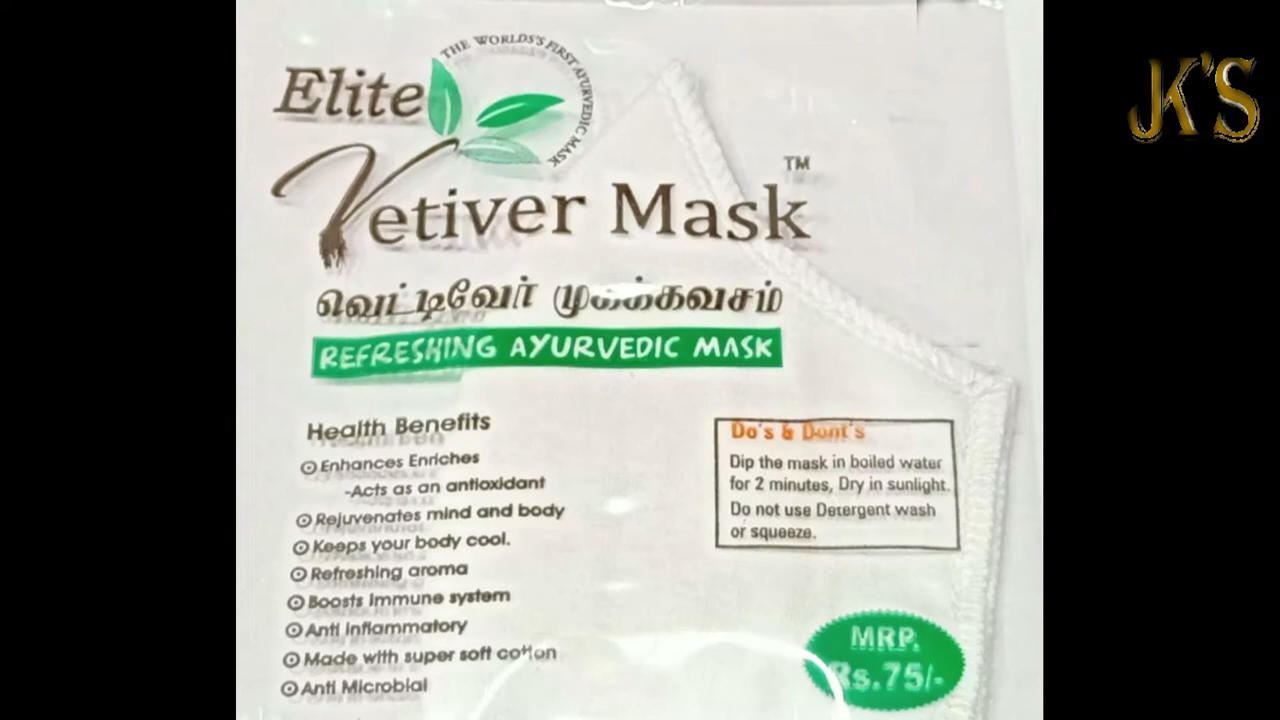 JK'S
THE WORLDS'S FIRST AYURVEDIC MASK
Elite
Vetiver Mask TM
வெட்டிவேர் முகக்கவசம்
REFRESHING AYURVEDIC MASK
Health Benefits
Enhances Enriches
-Acts as an antioxidant
Rejuvenates mind and body
Keeps your body cool.
Refreshing aroma
Boosts Immune system
Anti Inflammatory
Made with super soft cotton
Anti Microbial
Do's & Dont's
Dip the mask in boiled water
for 2 minutes, Dry in sunlight.
Do not use Detergent wash
or squeeze.
MRP.
Rs.75/-